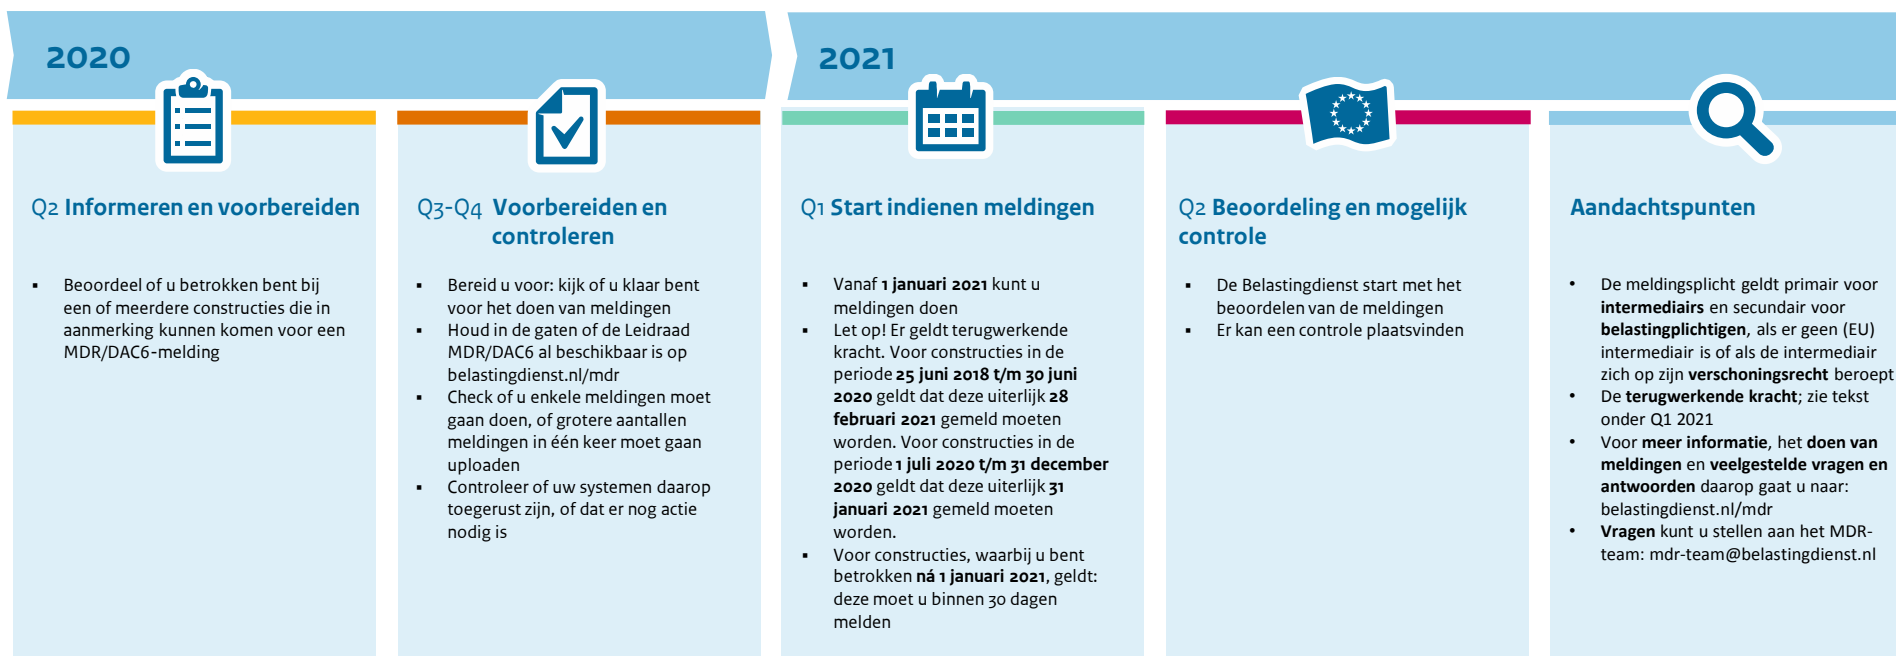 2020
2021
Q2 Informeren en voorbereiden
▪ Beoordeel of u betrokken bent bij
een of meerdere constructies die in
aanmerking kunnen komen voor een
MDR/DAC6-melding
Q3-Q4 Voorbereiden en
controleren
▪ Bereid u voor: kijk of u klaar bent
voor het doen van meldingen
▪ Houd in de gaten of de Leidraad
MDR/DAC6 al beschikbaar is op
belastingdienst.nl/mdr
▪ Check of u enkele meldingen moet
gaan doen, of grotere aantallen
meldingen in één keer moet gaan
uploaden
▪ Controleer of uw systemen daarop
toegerust zijn, of dat er nog actie
nodig is
Q1 Start indienen meldingen
▪ Vanaf 1 januari 2021 kunt u
meldingen doen
▪ Let op! Er geldt terugwerkende
kracht. Voor constructies in de
periode 25 juni 2018 t/m 30 juni
2020 geldt dat deze uiterlijk 28
februari 2021 gemeld moeten
worden. Voor constructies in de
periode 1 juli 2020 t/m 31 december
2020 geldt dat deze uiterlijk 31
januari 2021 gemeld moeten
worden.
▪ Voor constructies, waarbij u bent
betrokken ná 1 januari 2021, geldt:
deze moet u binnen 30 dagen
melden
Q2 Beoordeling en mogelijk
controle
▪ De Belastingdienst start met het
beoordelen van de meldingen
▪ Er kan een controle plaatsvinden
Aandachtspunten
• De meldingsplicht geldt primair voor
intermediairs en secundair voor
belastingplichtigen, als er geen (EU)
intermediair is of als de intermediair
zich op zijn verschoningsrecht beroept
• De terugwerkende kracht; zie tekst
onder Q1 2021
• Voor meer informatie, het doen van
meldingen en veelgestelde vragen en
antwoorden daarop gaat u naar:
belastingdienst.nl/mdr
• Vragen kunt u stellen aan het MDR-
team: mdr-team@belastingdienst.nl